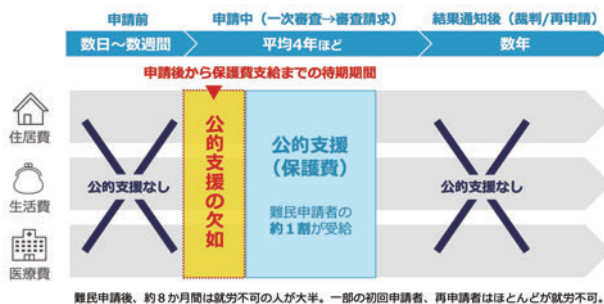 申請前
申請中（一次審査→審査請求）
結果通知後（裁判/再申請）
数日～数週間
平均4年ほど
数年
申請後から保護費支給までの待期期間
住居費
生活費
医療費
公的支援なし
公的支援の欠如
公的支援
（保護費）
難民申請者の
約１割が受給
公的支援なし
難民申請後、約８か月間は就労不可の人が大半。一部の初回申請者、再申請者はほとんどが就労不可。